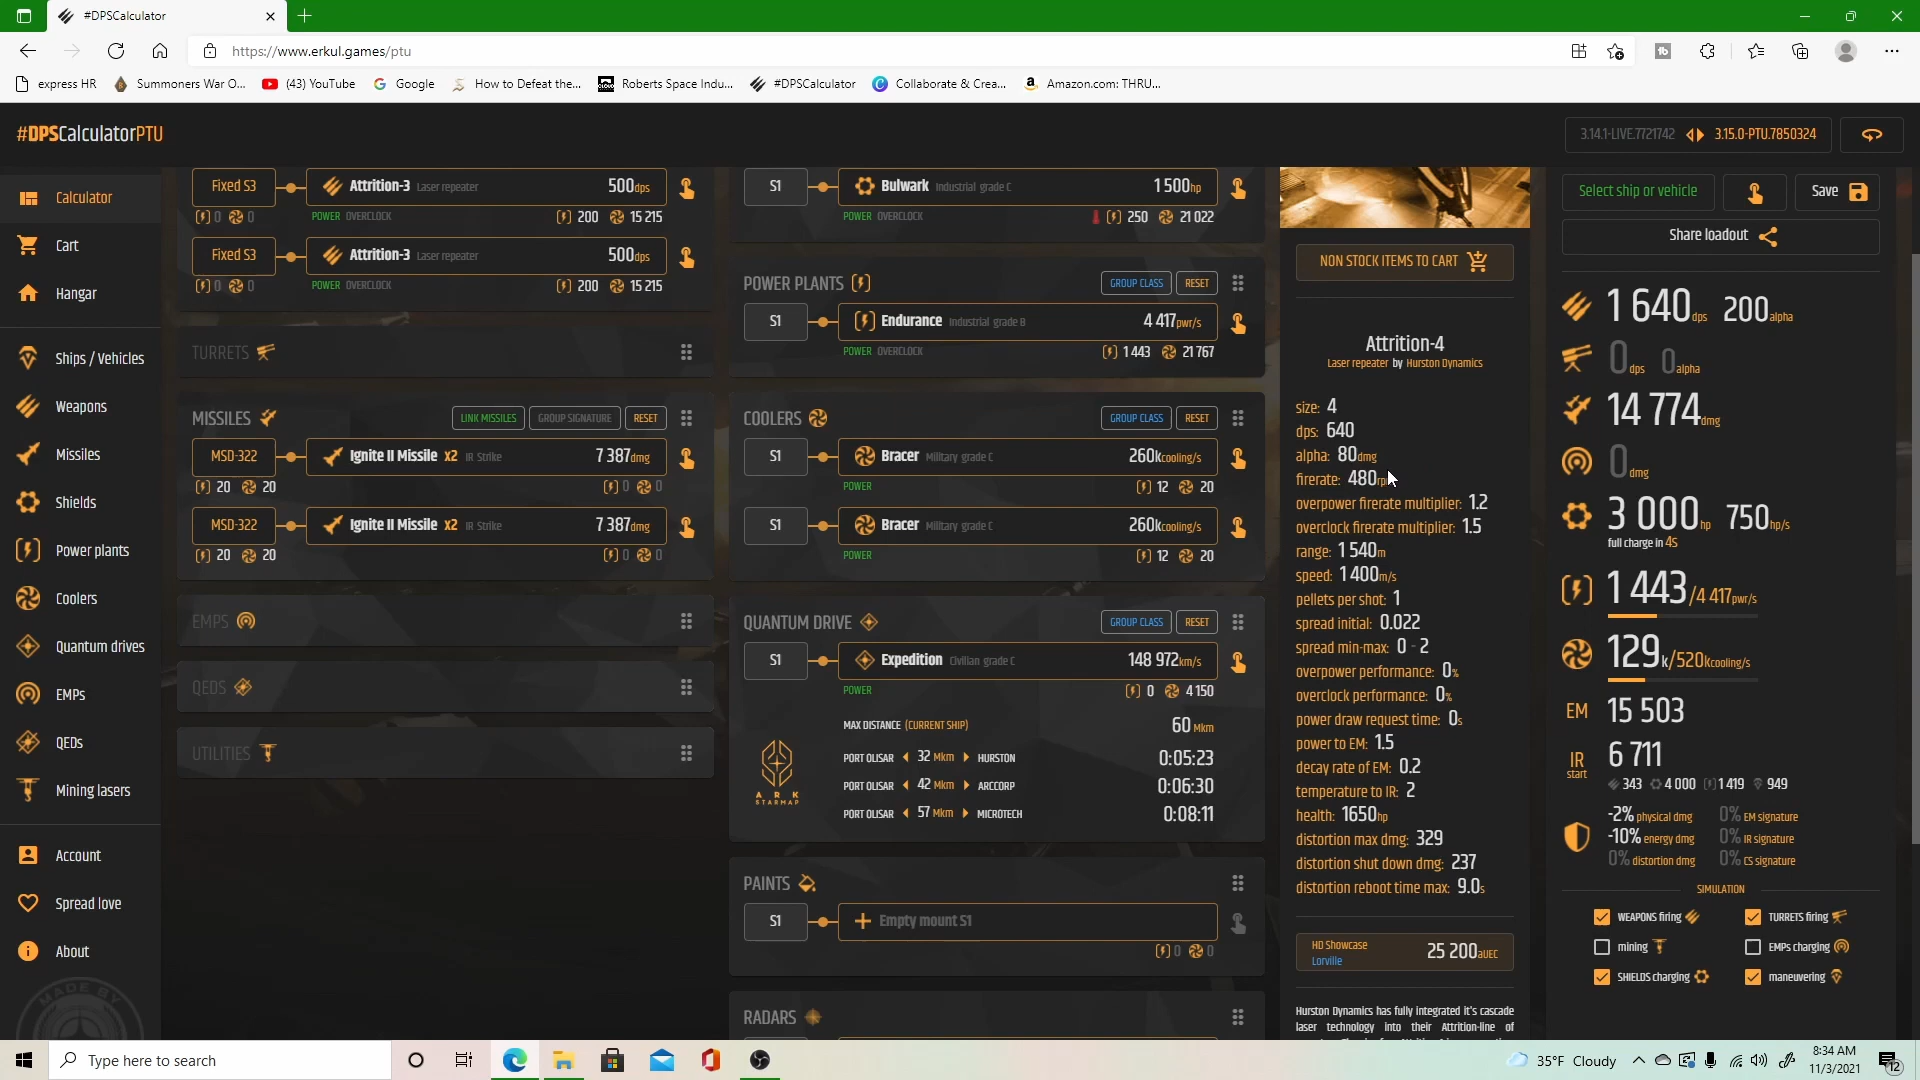 #DPSCalculator
https://www.erkul.games/ptu
express HR
Summoners War O...
(43) YouTube
Google
How to Defeat the...
Roberts Space Indu...
#DPSCalculator
Collaborate & Crea...
Amazon.com: THRU...
#DPSCalculatorPTU
3.14.1-LIVE.7721742
3.15.0-PTU.7850324
Calculator
Cart
Hangar
Ships / Vehicles
Weapons
Missiles
Shields
Power plants
Coolers
Quantum drives
EMPs
QEDs
Mining lasers
Account
Spread love
About
MADE BY
Fixed S3
Attrition-3 Laser repeater 500dps
0 0 POWER OVERCLOCK 200 15 215
Fixed S3
Attrition-3 Laser repeater 500dps
0 0 POWER OVERCLOCK 200 15 215
TURRETS
MISSILES LINK MISSILES GROUP SIGNATURE RESET
MSD-322 Ignite II Missile x2 IR Strike 7 387dmg
20 20 0 0
MSD-322 Ignite II Missile x2 IR Strike 7 387dmg
20 20 0 0
EMPS
QEDS
UTILITIES
S1 Bulwark Industrial grade C 1 500hp
POWER OVERCLOCK 250 21 022
POWER PLANTS GROUP CLASS RESET
S1 Endurance Industrial grade B 4 417pwr/s
POWER OVERCLOCK 1 443 21 767
COOLERS GROUP CLASS RESET
S1 Bracer Military grade C 260kcooling/s
POWER 12 20
S1 Bracer Military grade C 260kcooling/s
POWER 12 20
QUANTUM DRIVE GROUP CLASS RESET
S1 Expedition Civilian grade C 148 972km/s
POWER 0 4 150
MAX DISTANCE (CURRENT SHIP) 60 Mkm
ARK
STARMAP
PORT OLISAR 32 Mkm HURSTON 0:05:23
PORT OLISAR 42 Mkm ARCCORP 0:06:30
PORT OLISAR 57 Mkm MICROTECH 0:08:11
PAINTS
S1 Empty mount S1
0 0
RADARS
NON STOCK ITEMS TO CART
Attrition-4
Laser repeater by Hurston Dynamics
size: 4
dps: 640
alpha: 80dmg
firerate: 480
overpower firerate multiplier: 1.2
overclock firerate multiplier: 1.5
range: 1 540m
speed: 1 400m/s
pellets per shot: 1
spread initial: 0.022
spread min-max: 0 - 2
overpower performance: 0%
overclock performance: 0%
power draw request time: 0s
power to EM: 1.5
decay rate of EM: 0.2
temperature to IR: 2
health: 1650hp
distortion max dmg: 329
distortion shut down dmg: 237
distortion reboot time max: 9.0s
HD Showcase
Lorville
25 200aUEC
Hurston Dynamics has fully integrated it's cascade
laser technology into their Attrition-line of
Select ship or vehicle
Save
Share loadout
1 640dps 200alpha
0dps 0alpha
14 774dmg
0dmg
3 000hp 750hp/s
full charge in 4s
1 443/4 417pwr/s
129k/520kcooling/s
EM 15 503
IR start 6 711
343 4 000 1 419 949
-2% physical dmg 0% EM signature
-10% energy dmg 0% IR signature
0% distortion dmg 0% CS signature
SIMULATION
WEAPONS firing TURRETS firing
mining EMPs charging
SHIELDS charging maneuvering
Type here to search
35°F Cloudy
8:34 AM
11/3/2021
12